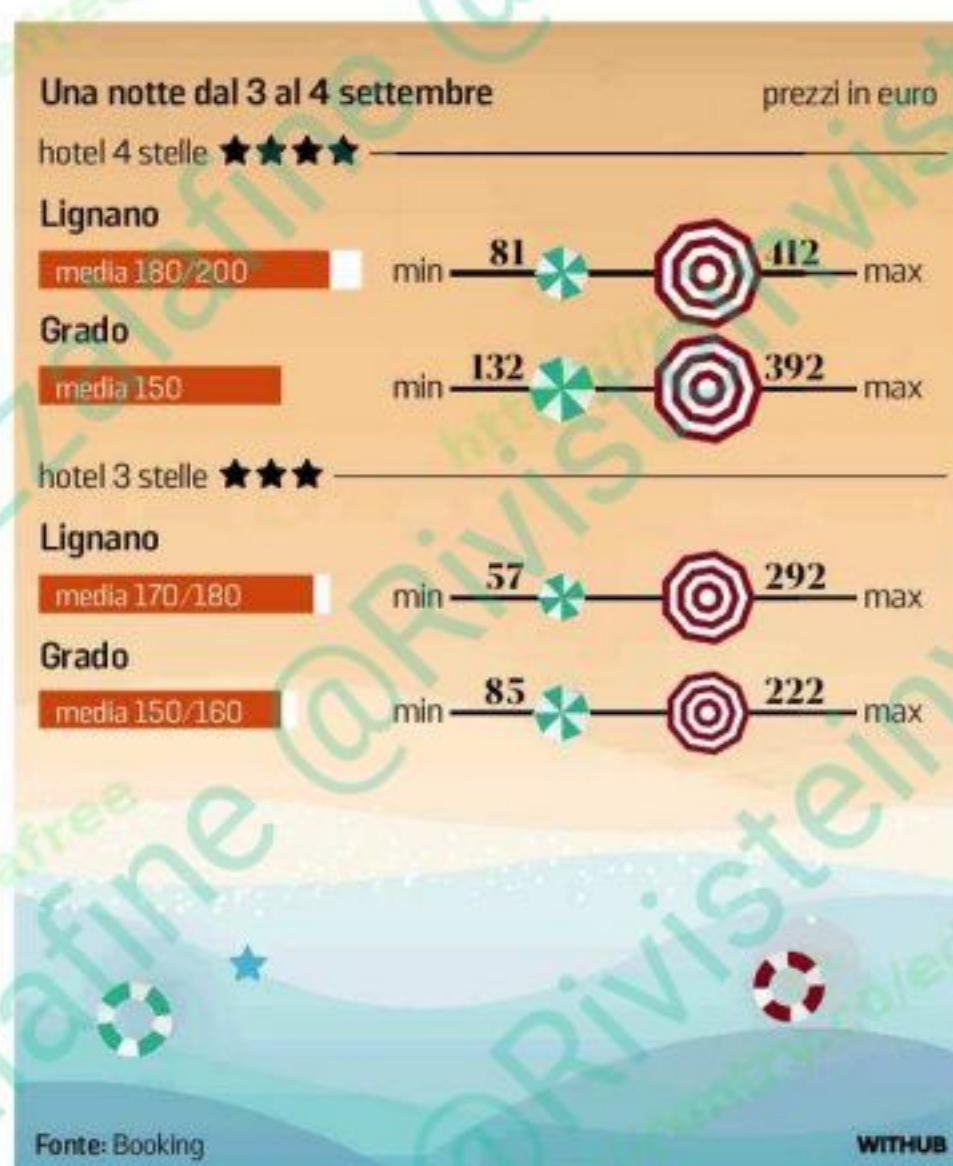 Una notte dal 3 al 4 settembre prezzi in euro
hotel 4 stelle
Lignano
media 180/200 min 81 412 max
Grado
media 150 min 132 392 max
hotel 3 stelle
Lignano
media 170/180 min 57 292 max
Grado
media 150/160 min 85 222 max
Fonte: Booking WITHUB
@Rivistein